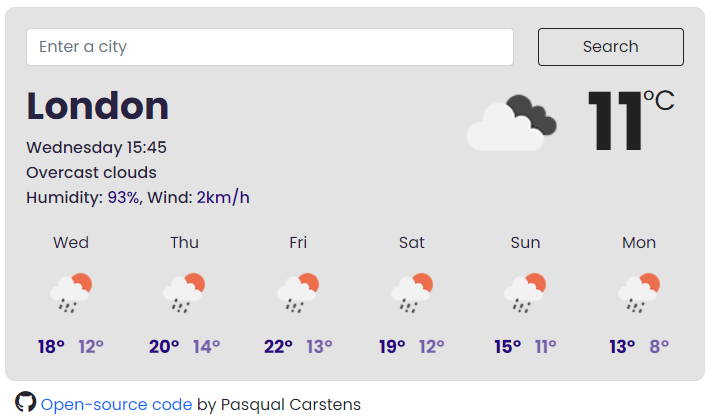 Enter a city
Search
London
11°C
Wednesday 15:45
Overcast clouds
Humidity: 93%, Wind: 2km/h
Wed Thu Fri Sat Sun Mon
18° 12° 20° 14° 22° 13° 19° 12° 15° 11° 13° 8°
Open-source code by Pasqual Carstens